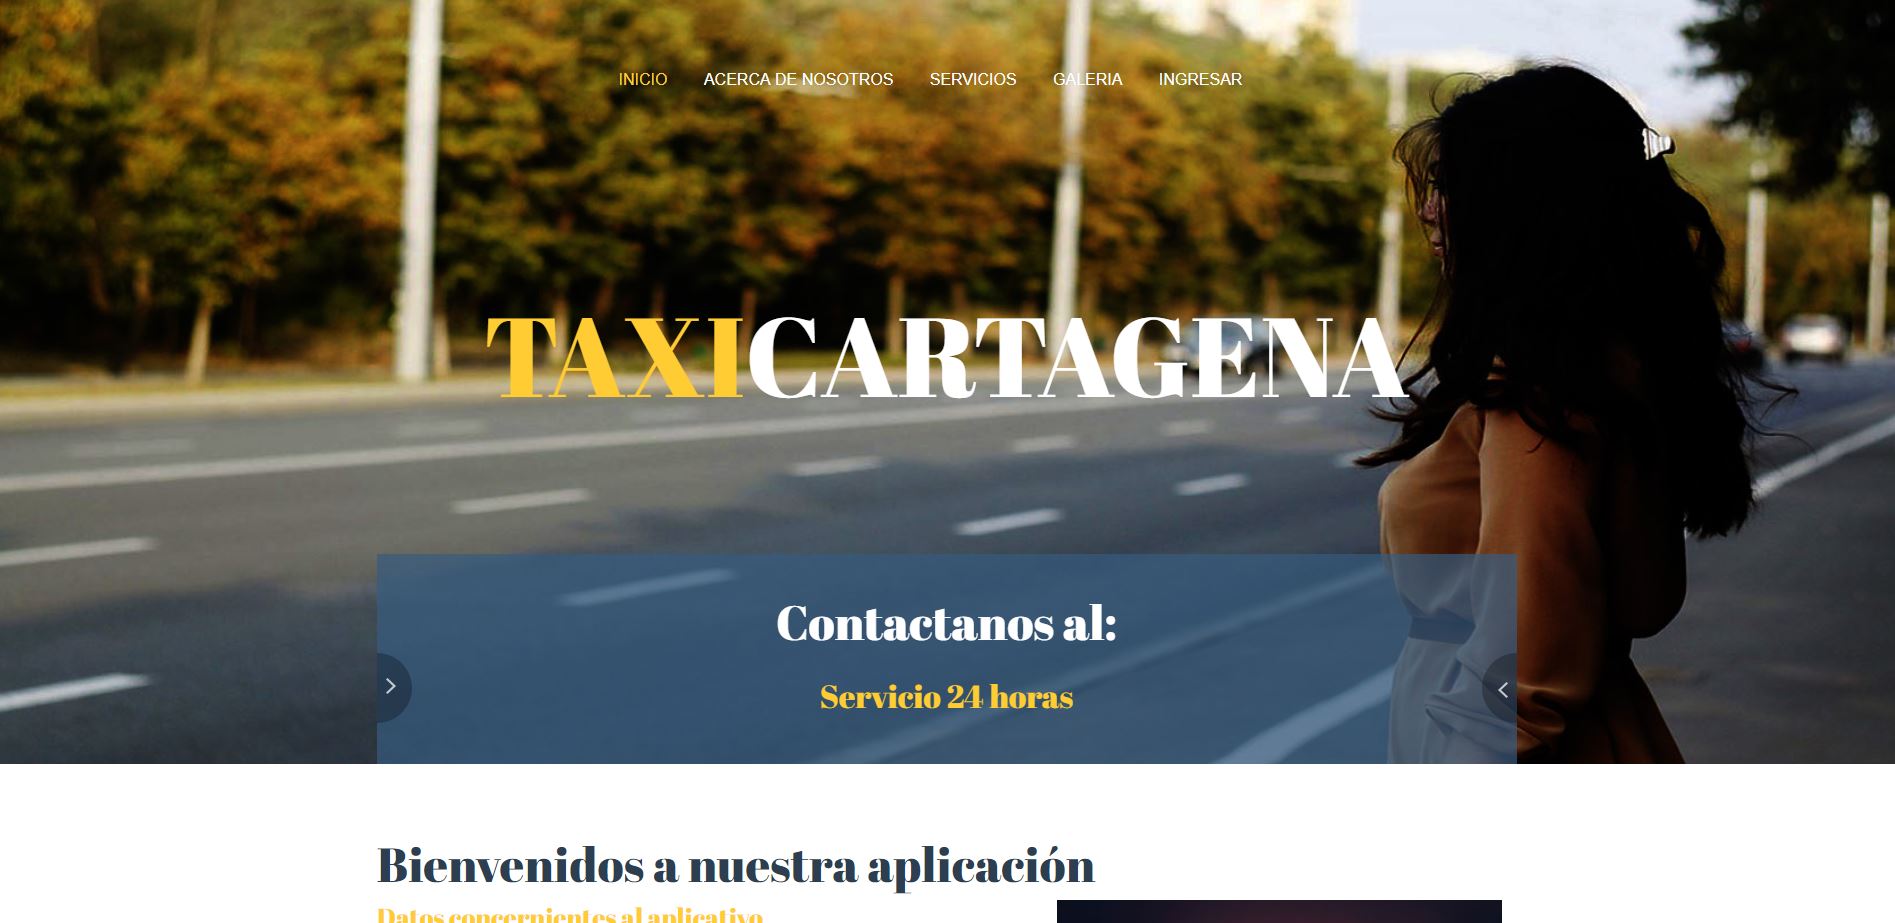 INICIO ACERCA DE NOSOTROS SERVICIOS GALERIA INGRESAR
TAXICARTAGENA
Contactanos al:
Servicio 24 horas
Bienvenidos a nuestra aplicación
Datos concernientes al aplicativo